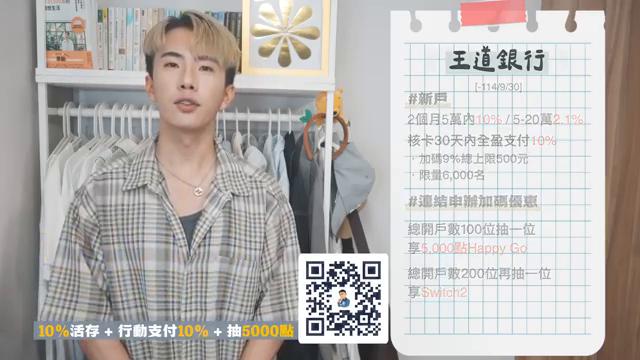 王道銀行
[-114/9/30]
#新戶
2個月5萬內10% / 5-20萬2.1%
核卡30天內全盈支付10%
· 加碼9%總上限500元
· 限量6,000名
#連結申辦加碼優惠
總開戶數100位抽一位
享5,000點Happy Go
總開戶數200位再抽一位
享Switch2
10%活存 + 行動支付10% + 抽5000點